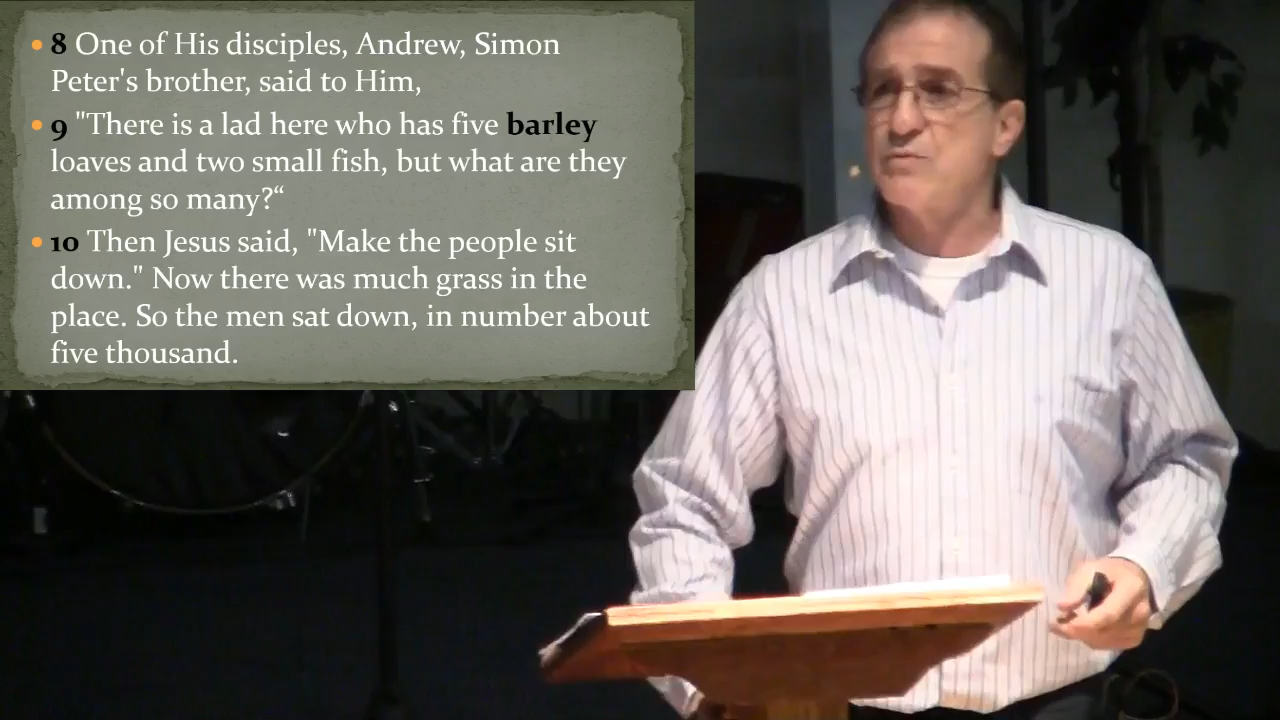 • 8 One of His disciples, Andrew, Simon
Peter's brother, said to Him,
• 9 "There is a lad here who has five barley
loaves and two small fish, but what are they
among so many?“
• 10 Then Jesus said, "Make the people sit
down." Now there was much grass in the
place. So the men sat down, in number about
five thousand.